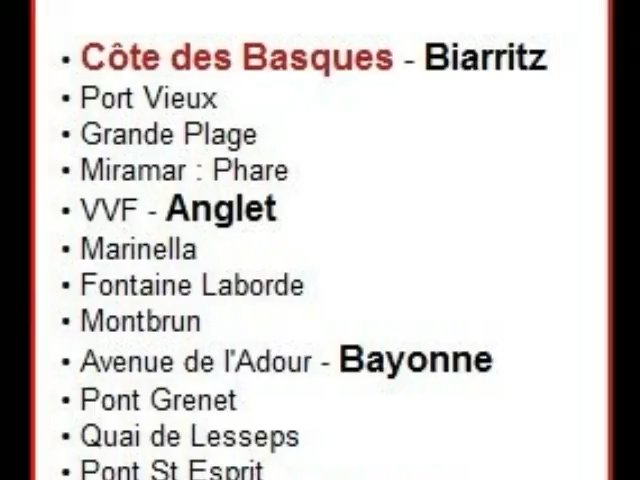 • Côte des Basques - Biarritz
• Port Vieux
• Grande Plage
• Miramar : Phare
• VVF - Anglet
• Marinella
• Fontaine Laborde
• Montbrun
• Avenue de l'Adour - Bayonne
• Pont Grenet
• Quai de Lesseps
• Pont St Esprit